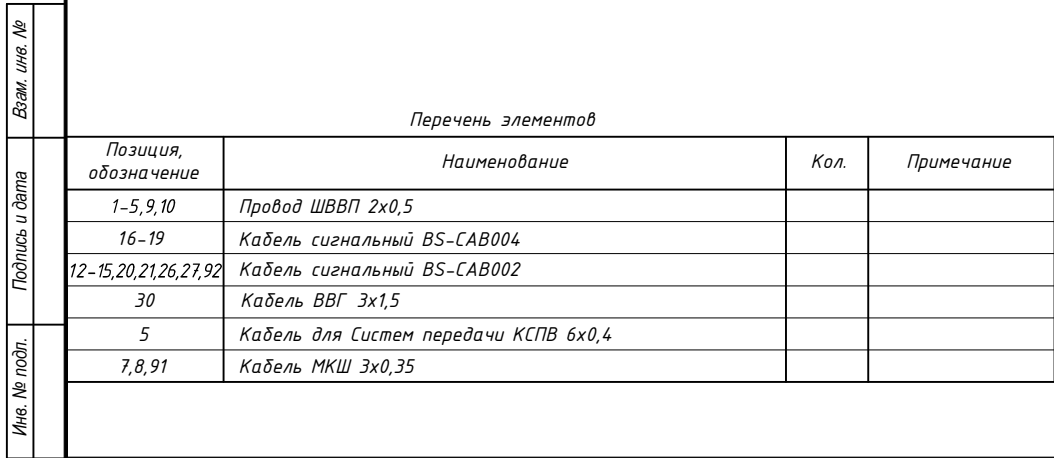 Перечень элементов
Позиция,
обозначение
Наименование
Кол.
Примечание
1-5,9,10
Провод ШВВП 2х0,5
16-19
Кабель сигнальный BS-CAB004
12-15,20,21,26,27,92
Кабель сигнальный BS-CAB002
30
Кабель ВВГ 3х1,5
5
Кабель для Систем передачи КСПВ 6х0,4
7,8,91
Кабель МКШ 3х0,35
Взам. инв. №
Подпись и дата
Инв. № подл.